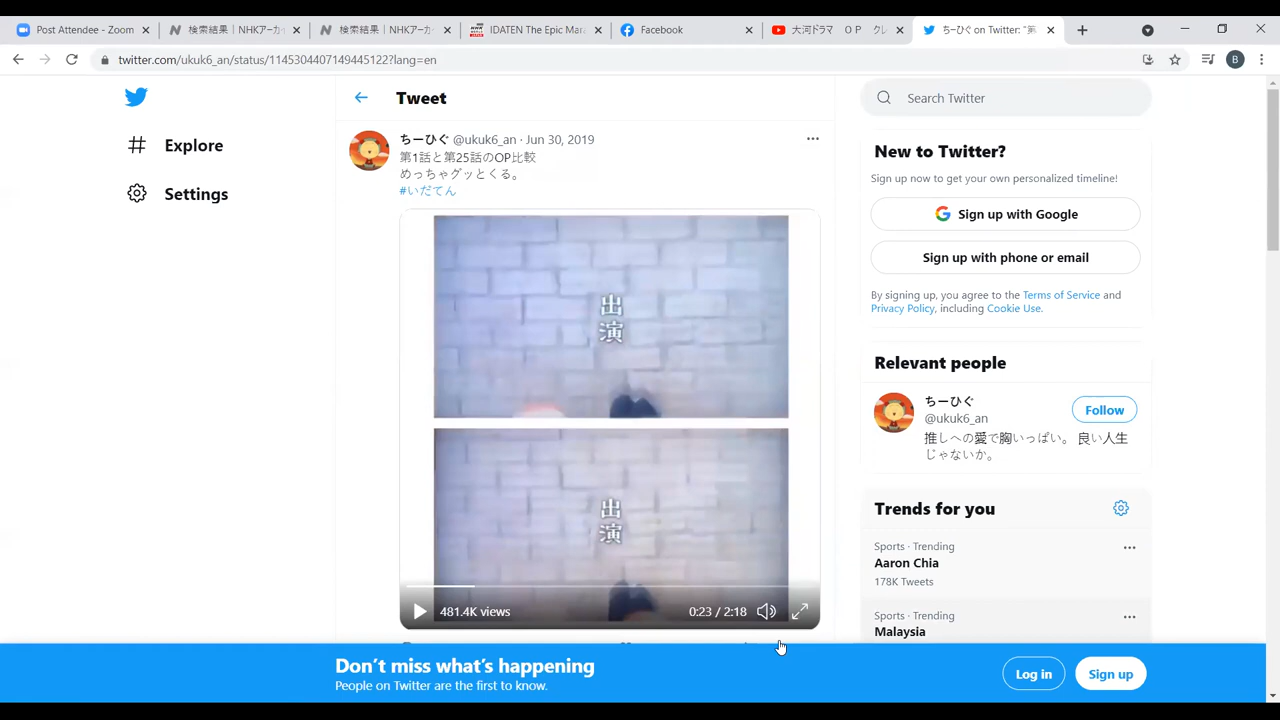 Post Attendee - Zoom
検索結果｜NHKアーカ
検索結果｜NHKアーカ
IDATEN The Epic Mara
Facebook
大河ドラマ　ＯＰ　クレ
ちーひぐ on Twitter: "第
twitter.com/ukuk6_an/status/1145304407149445122?lang=en
B
Tweet
Search Twitter
Explore
Settings
ちーひぐ @ukuk6_an · Jun 30, 2019
第1話と第25話のOP比較
めっちゃグッとくる。
#いだてん
出演
出演
481.4K views
0:23 / 2:18
New to Twitter?
Sign up now to get your own personalized timeline!
Sign up with Google
Sign up with phone or email
By signing up, you agree to the Terms of Service and
Privacy Policy, including Cookie Use.
Relevant people
ちーひぐ
@ukuk6_an
Follow
推しへの愛で胸いっぱい。 良い人生
じゃないか。
Trends for you
Sports · Trending
Aaron Chia
178K Tweets
Sports · Trending
Malaysia
Don't miss what's happening
People on Twitter are the first to know.
Log in
Sign up